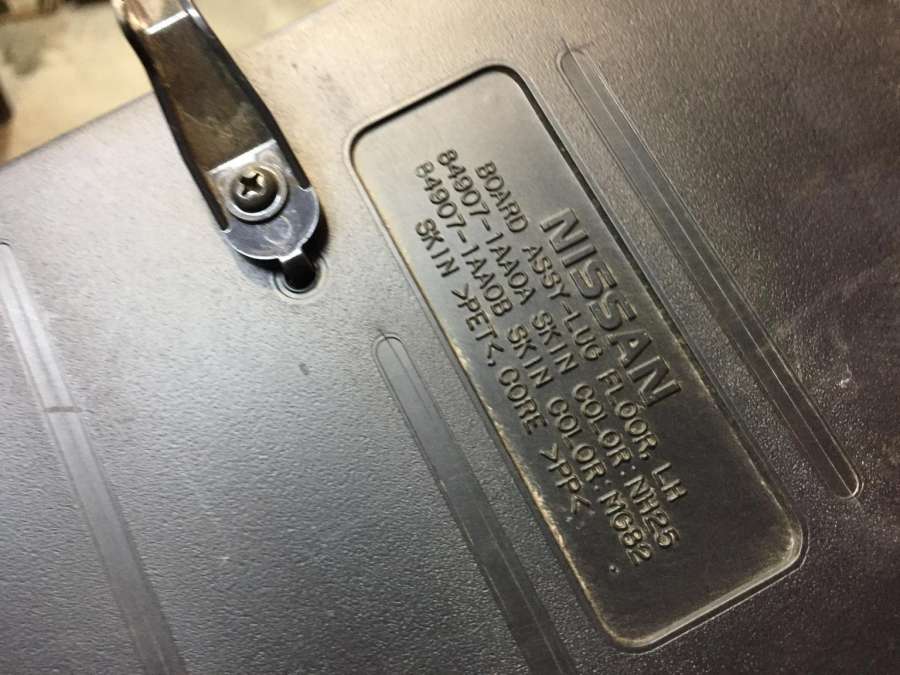 NISSAN
BOARD ASSY-LUG FLOOR, LH
84907-1AA0A SKIN COLOR:NH25
84907-1AA0B SKIN COLOR:MG82
SKIN >PET<, CORE >PP<